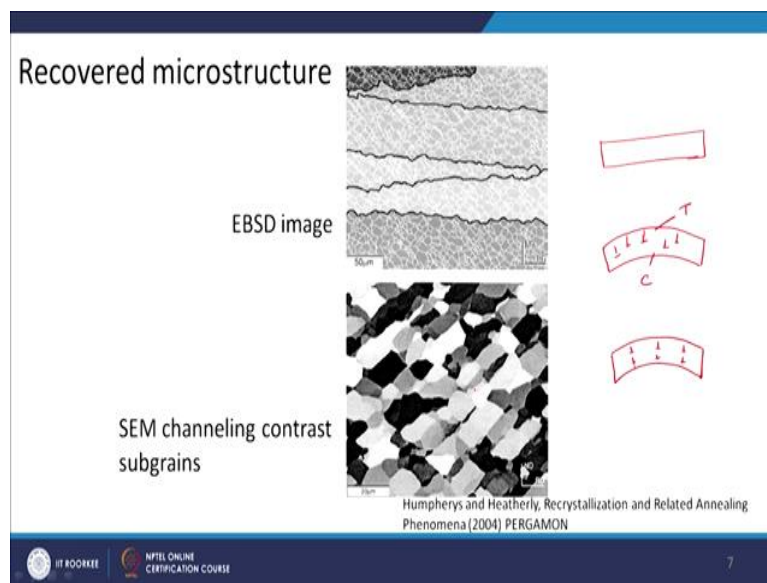 Recovered microstructure
EBSD image
50μm
T
C
SEM channeling contrast
subgrains
20μm
Humpherys and Heatherly, Recrystallization and Related Annealing
Phenomena (2004) PERGAMON
IIT ROORKEE
NPTEL ONLINE
CERTIFICATION COURSE
7